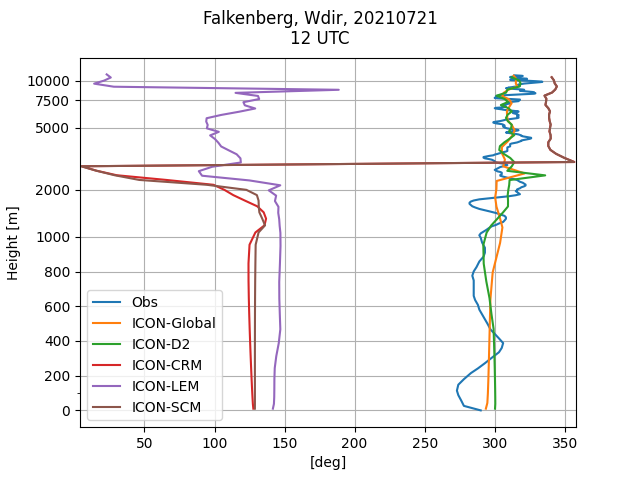 Falkenberg, Wdir, 20210721
12 UTC
10000
7500
5000
2000
1000
800
600
400
200
0
Height [m]
Obs
ICON-Global
ICON-D2
ICON-CRM
ICON-LEM
ICON-SCM
50
100
150
200
250
300
350
[deg]